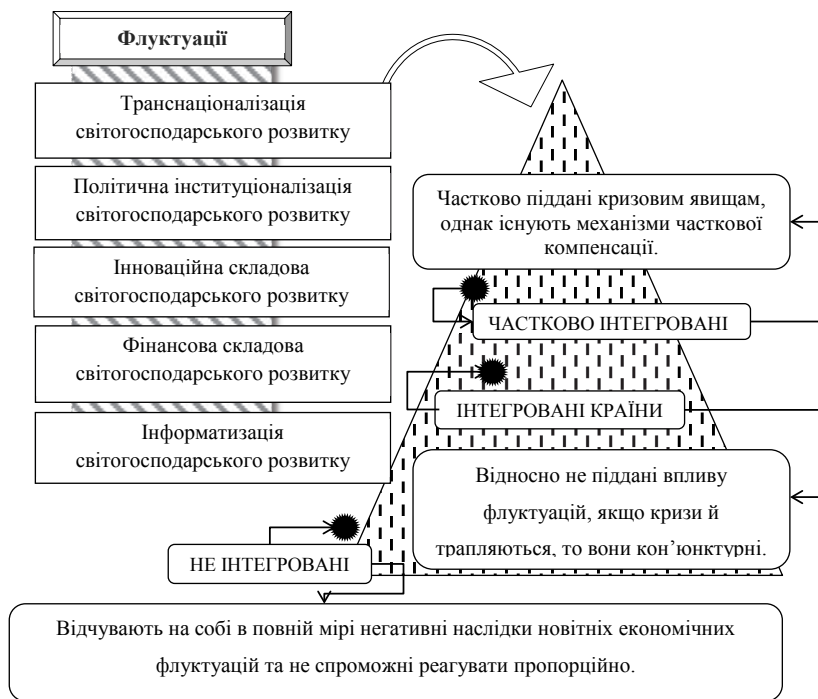 Флуктуації
Транснаціоналізація
світогосподарського розвитку
Політична інституціоналізація
світогосподарського розвитку
Інноваційна складова
світогосподарського розвитку
Фінансова складова
світогосподарського розвитку
Інформатизація
світогосподарського розвитку
Частково піддані кризовим явищам,
однак існують механізми часткової
компенсації.
ЧАСТКОВО ІНТЕГРОВАНІ
ІНТЕГРОВАНІ КРАЇНИ
Відносно не піддані впливу
флуктуацій, якщо кризи й
трапляються, то вони кон’юнктурні.
НЕ ІНТЕГРОВАНІ
Відчувають на собі в повній мірі негативні наслідки новітніх економічних
флуктуацій та не спроможні реагувати пропорційно.